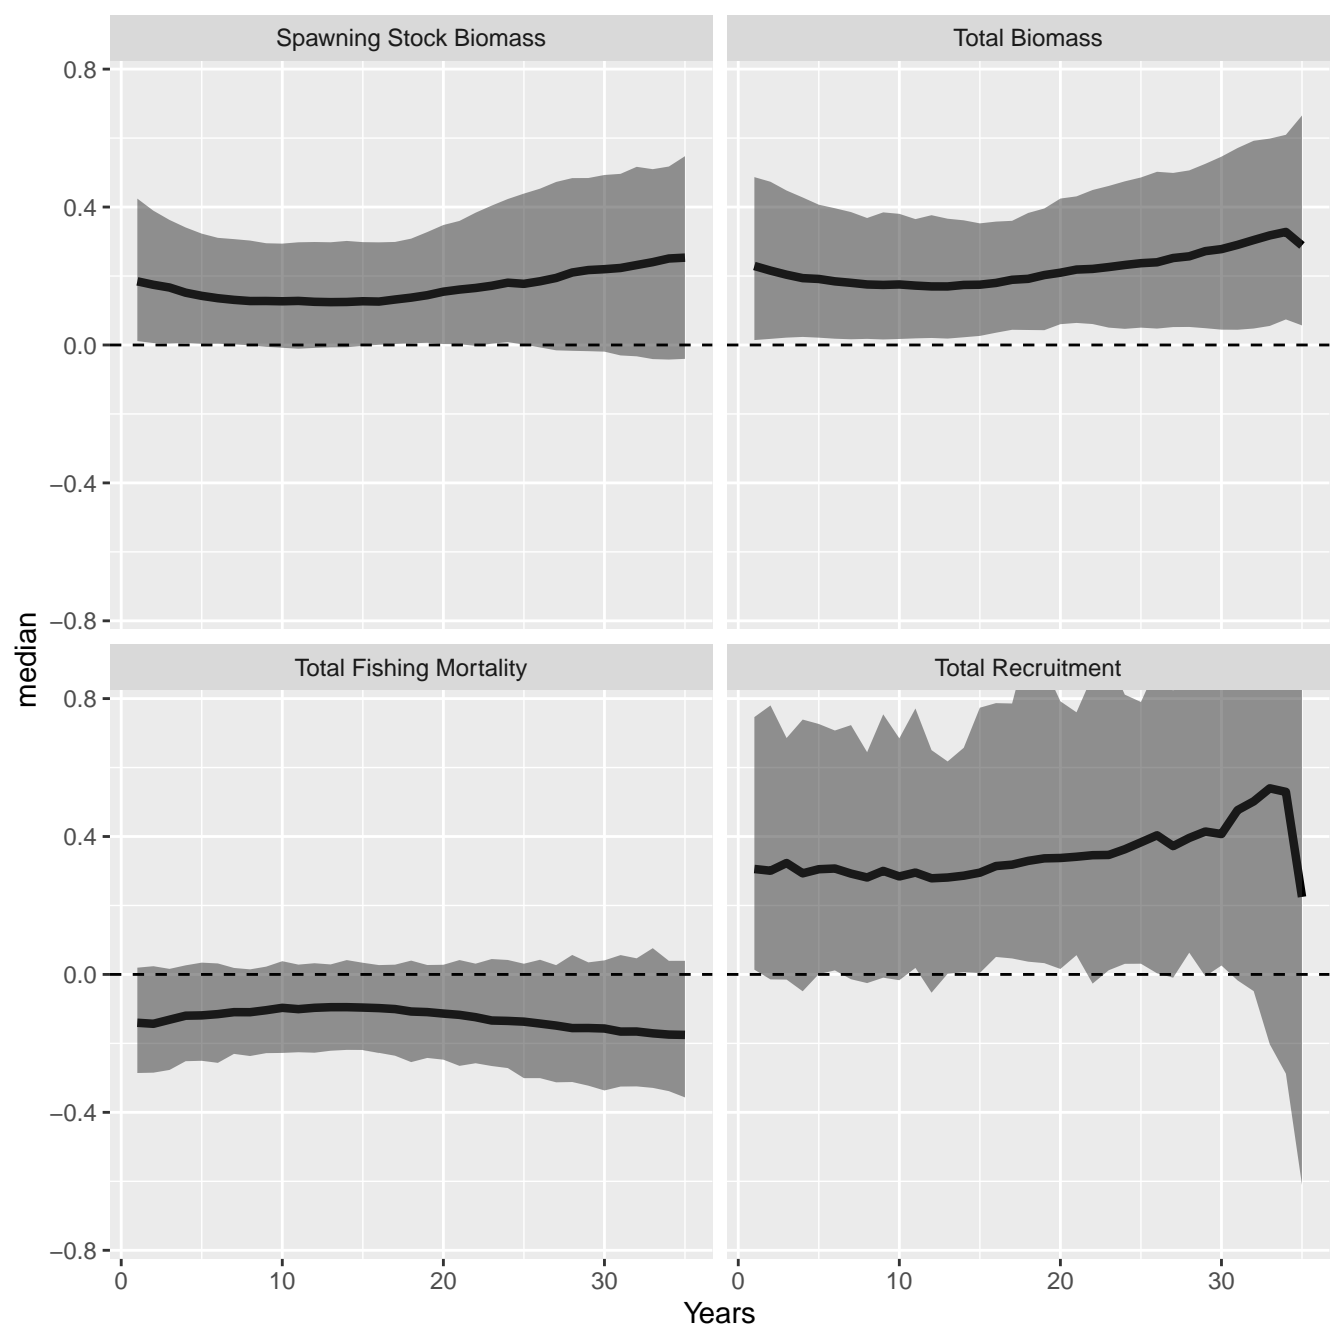 Spawning Stock Biomass
Total Biomass
0.8
0.4
0.0
−0.4
−0.8
median
Total Fishing Mortality
Total Recruitment
0.8
0.4
0.0
−0.4
−0.8
0 10 20 30
0 10 20 30
Years